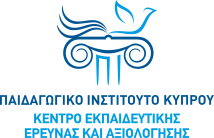 ΠΑΙΔΑΓΩΓΙΚΟ ΙΝΣΤΙΤΟΥΤΟ ΚΥΠΡΟΥ
ΚΕΝΤΡΟ ΕΚΠΑΙΔΕΥΤΙΚΗΣ
ΕΡΕΥΝΑΣ ΚΑΙ ΑΞΙΟΛΟΓΗΣΗΣ